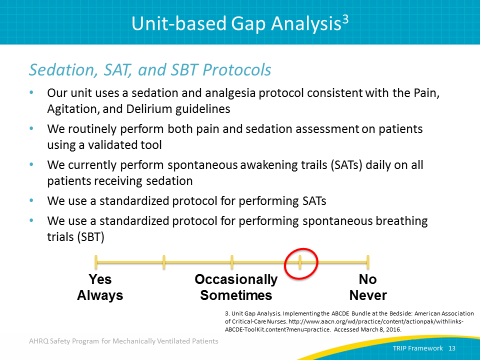 Unit-based Gap Analysis3
Sedation, SAT, and SBT Protocols
• Our unit uses a sedation and analgesia protocol consistent with the Pain,
Agitation, and Delirium guidelines
• We routinely perform both pain and sedation assessment on patients
using a validated tool
• We currently perform spontaneous awakening trails (SATs) daily on all
patients receiving sedation
• We use a standardized protocol for performing SATs
• We use a standardized protocol for performing spontaneous breathing
trials (SBT)
Yes Occasionally No
Always Sometimes Never
3. Unit Gap Analysis. Implementing the ABCDE Bundle at the Bedside: American Association
of Critical-Care Nurses. http://www.aacn.org/wd/practice/content/actionpak/withlinks-
ABCDE-ToolKit.content?menu=practice. Accessed March 8, 2016.
AHRQ Safety Program for Mechanically Ventilated Patients
TRIP Framework 13